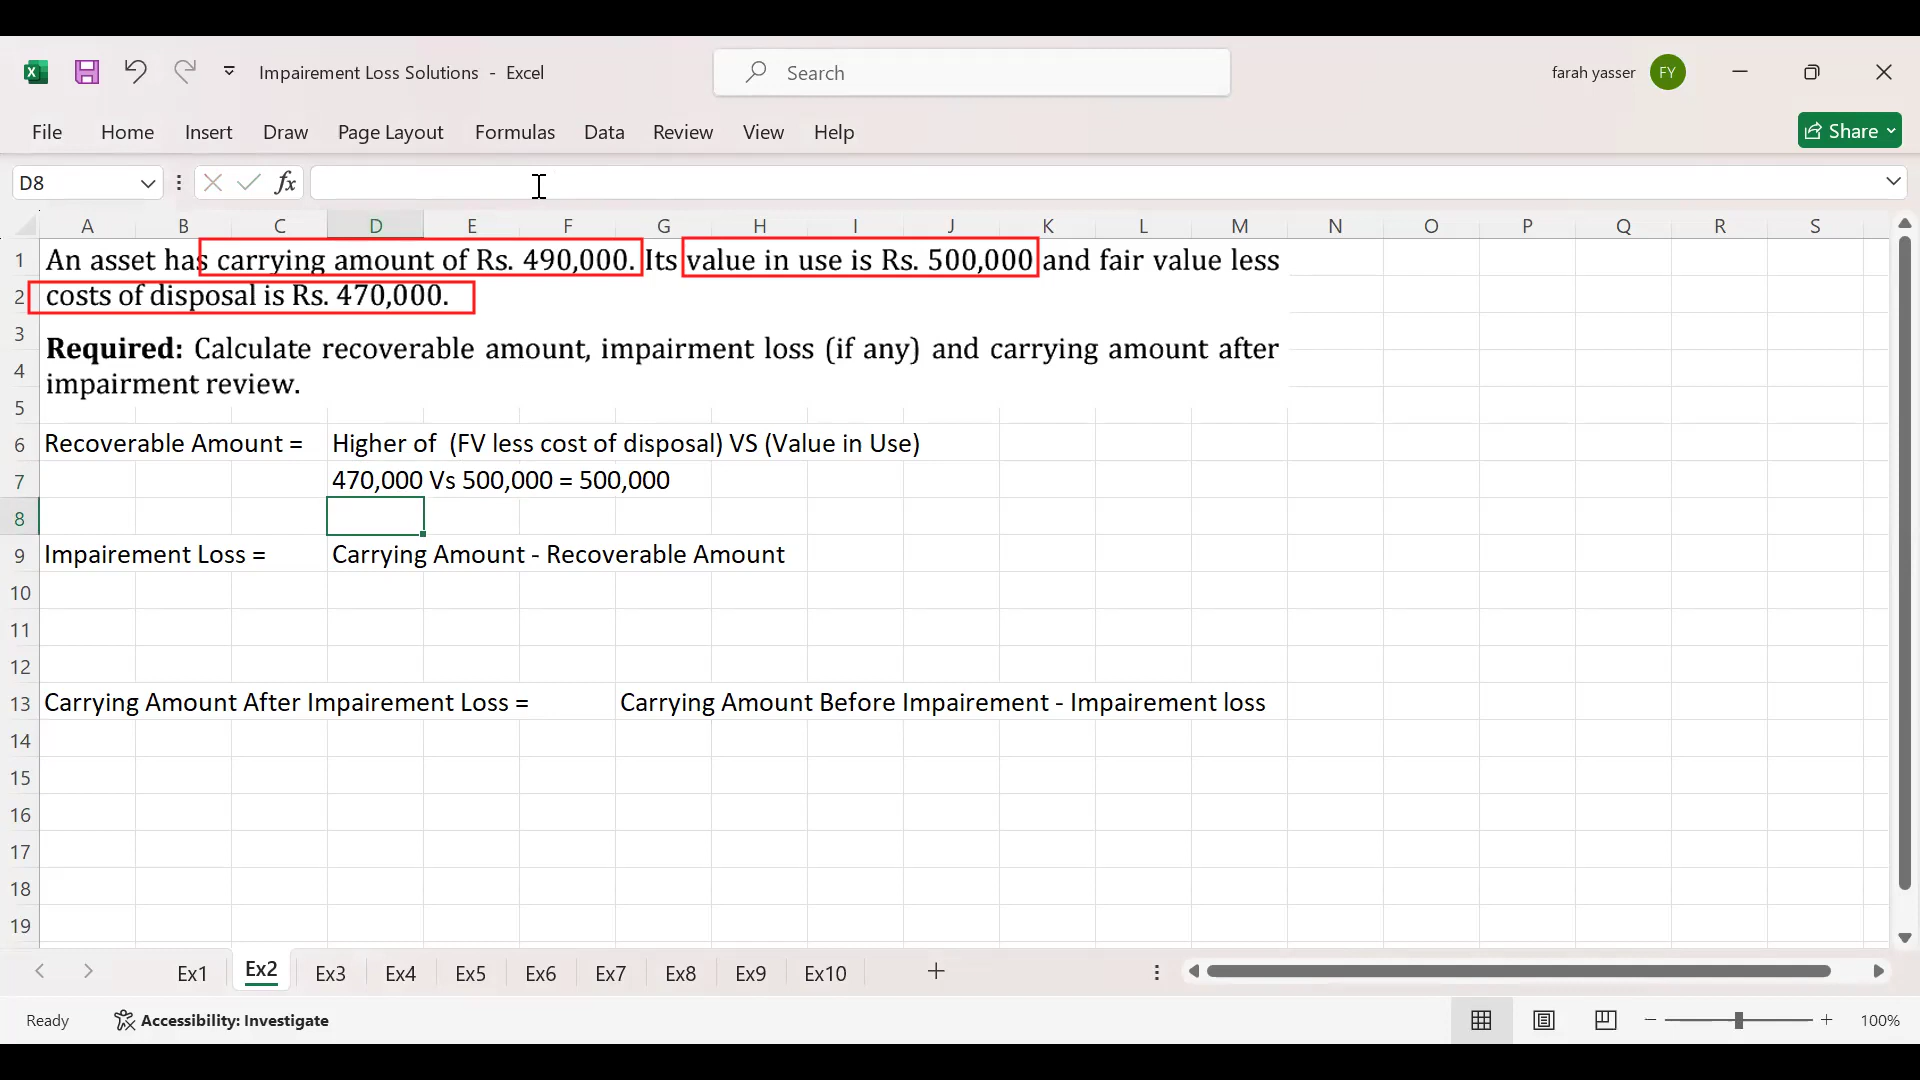 Impairement Loss Solutions - Excel
Search
farah yasser
FY
File Home Insert Draw Page Layout Formulas Data Review View Help
Share
D8
fx
A B C D E F G H I J K L M N O P Q R S
1 An asset has carrying amount of Rs. 490,000. Its value in use is Rs. 500,000 and fair value less
2 costs of disposal is Rs. 470,000.
3 Required: Calculate recoverable amount, impairment loss (if any) and carrying amount after
4 impairment review.
5
6 Recoverable Amount = Higher of (FV less cost of disposal) VS (Value in Use)
7 470,000 Vs 500,000 = 500,000
8
9 Impairement Loss = Carrying Amount - Recoverable Amount
10
11
12
13 Carrying Amount After Impairement Loss = Carrying Amount Before Impairement - Impairement loss
14
15
16
17
18
19
Ex1 Ex2 Ex3 Ex4 Ex5 Ex6 Ex7 Ex8 Ex9 Ex10
Ready Accessibility: Investigate
100%